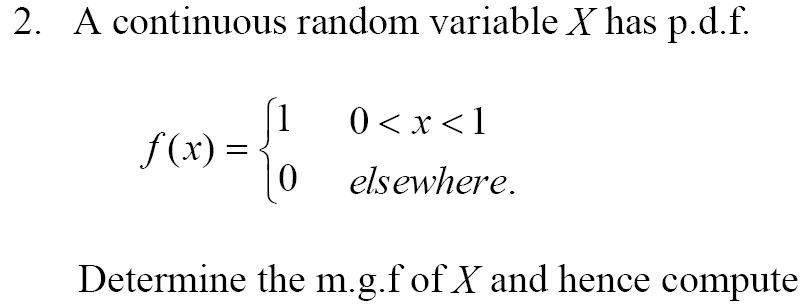 2. A continuous random variable X has p.d.f.
f(x) = {1 0 < x < 1
0 elsewhere.
Determine the m.g.f of X and hence compute